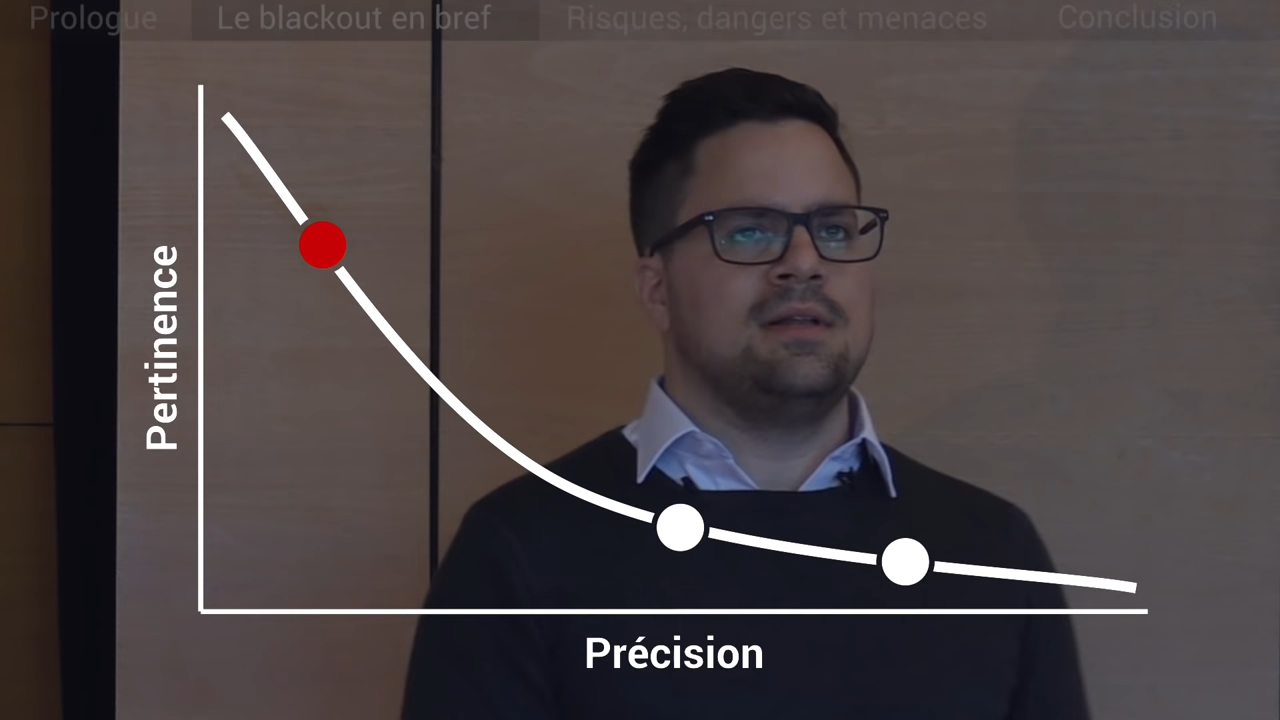 Prologue
Le blackout en bref
Risques, dangers et menaces
Conclusion
Pertinence
Précision